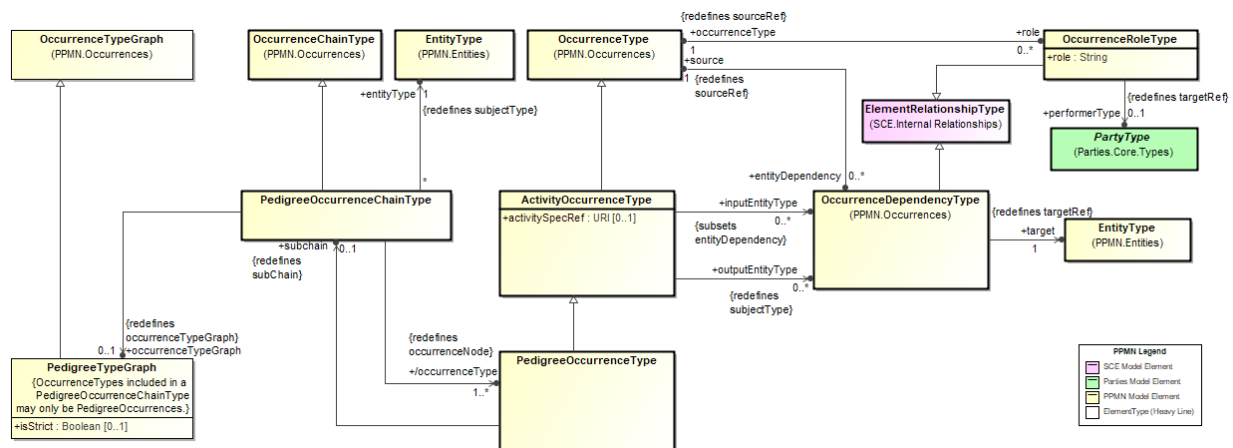 OccurrenceTypeGraph
(PPMN.Occurrences)
OccurrenceChainType
(PPMN.Occurrences)
EntityType
(PPMN.Entities)
OccurrenceType
(PPMN.Occurrences)
{redefines sourceRef}
+occurrenceType
1
+role
0..*
OccurrenceRoleType
+role : String
+source
1
{redefines
sourceRef}
+entityType
1
{redefines subjectType}
*
ElementRelationshipType
(SCE.Internal Relationships)
{redefines targetRef}
+performerType
0..1
PartyType
(Parties.Core.Types)
+entityDependency
0..*
PedigreeOccurrenceChainType
ActivityOccurrenceType
+activitySpecRef : URI [0..1]
+inputEntityType
0..*
{subsets
entityDependency}
+outputEntityType
0..*
{redefines
subjectType}
OccurrenceDependencyType
(PPMN.Occurrences)
{redefines targetRef}
+target
1
EntityType
(PPMN.Entities)
+subchain
0..1
{redefines
subChain}
{redefines
occurrenceTypeGraph}
0..1
+occurrenceTypeGraph
{redefines
occurrenceNode}
+/occurrenceType
1..*
PedigreeTypeGraph
{OccurrenceTypes included in a
PedigreeOccurrenceChainType
may only be PedigreeOccurrences.}
+isStrict : Boolean [0..1]
PedigreeOccurrenceType
PPMN Legend
SCE Model Element
Parties Model Element
PPMN Model Element
ElementType (Heavy Line)